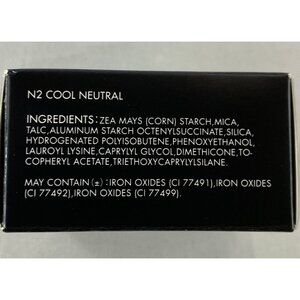 N2 COOL NEUTRAL
INGREDIENTS: ZEA MAYS (CORN) STARCH,MICA,
TALC,ALUMINUM STARCH OCTENYLSUCCINATE,SILICA,
HYDROGENATED POLYISOBUTENE,PHENOXYETHANOL,
LAUROYL LYSINE,CAPRYLYL GLYCOL,DIMETHICONE,TO-
COPHERYL ACETATE,TRIETHOXYCAPRYLYLSILANE.
MAY CONTAIN (±) : IRON OXIDES (CI 77491),IRON OXIDES
(CI 77492),IRON OXIDES (CI 77499).